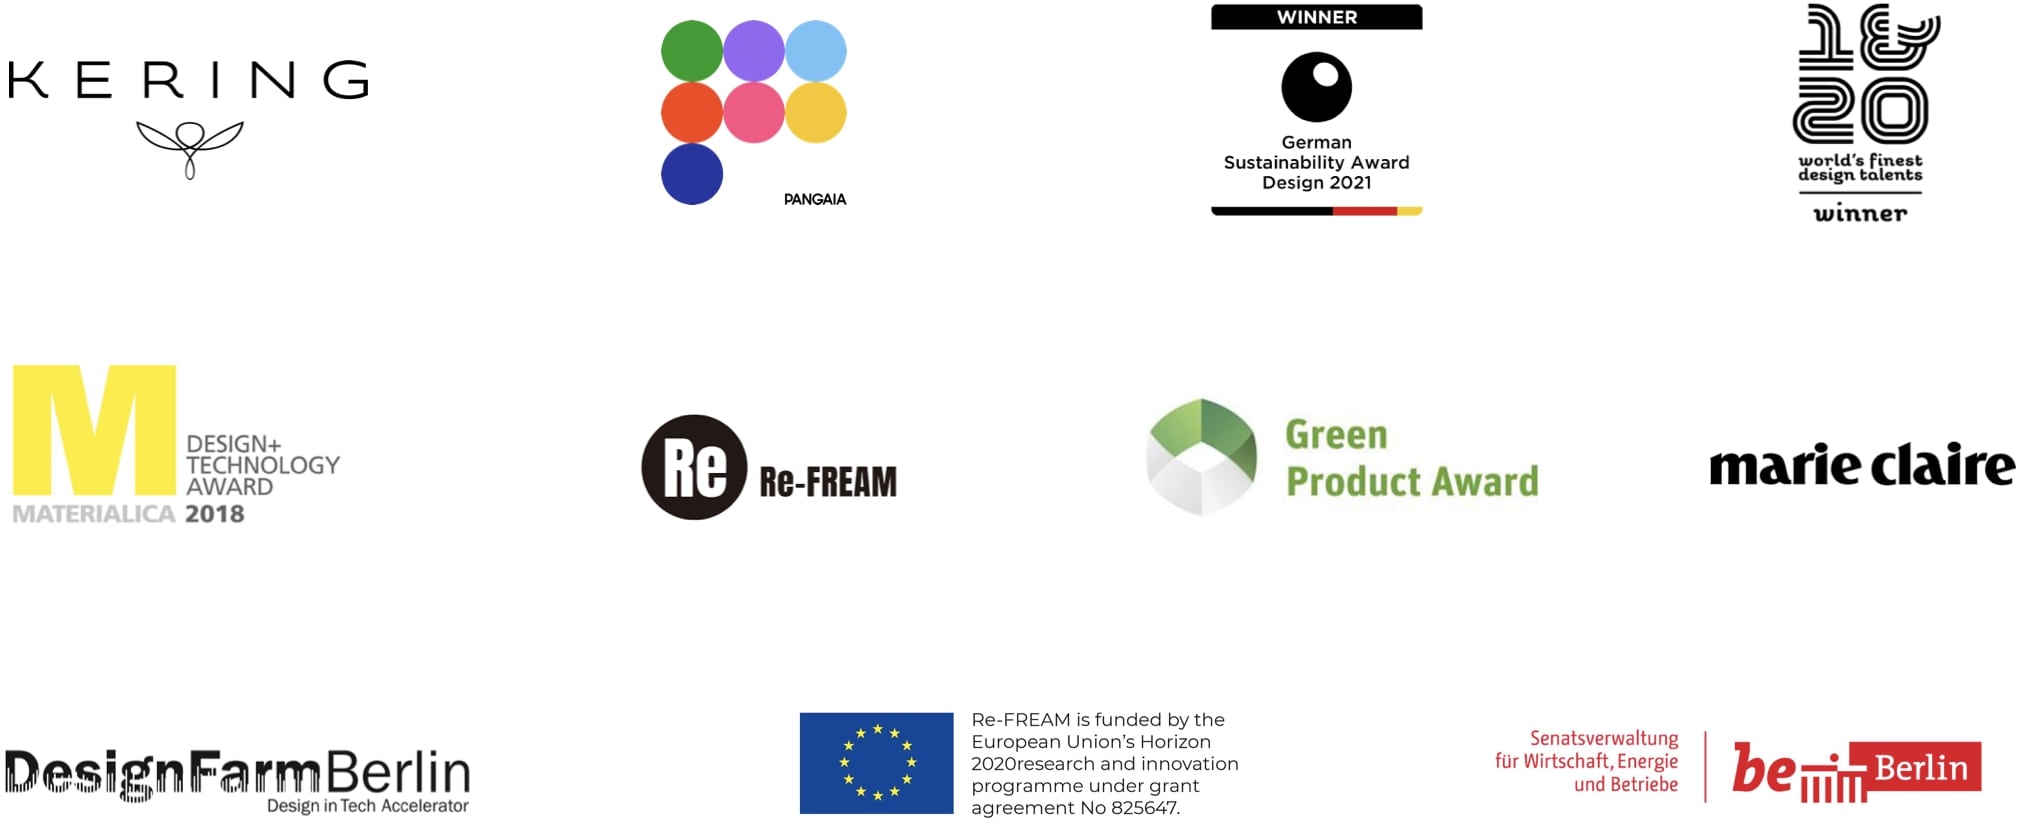 KERING
PANGAIA
WINNER
German
Sustainability Award
Design 2021
1&
20
world's finest
design talents
winner
M
DESIGN+
TECHNOLOGY
AWARD
MATERIALICA 2018
Re
Re-FREAM
Green
Product Award
marie claire
DesignFarmBerlin
Design in Tech Accelerator
Re-FREAM is funded by the
European Union's Horizon
2020research and innovation
programme under grant
agreement No 825647.
Senatsverwaltung
für Wirtschaft, Energie
und Betriebe
be Berlin